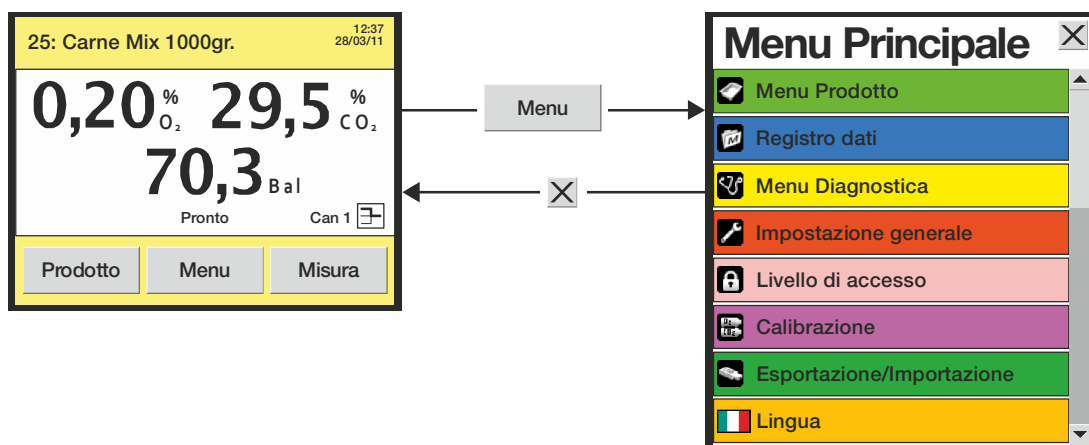 25: Carne Mix 1000gr.
12:37
28/03/11
0,20 % O₂ 29,5 % CO₂
70,3 Bal
Pronto
Can 1
Prodotto
Menu
Misura
Menu
X
Menu Principale
X
Menu Prodotto
Registro dati
Menu Diagnostica
Impostazione generale
Livello di accesso
Calibrazione
Esportazione/Importazione
Lingua